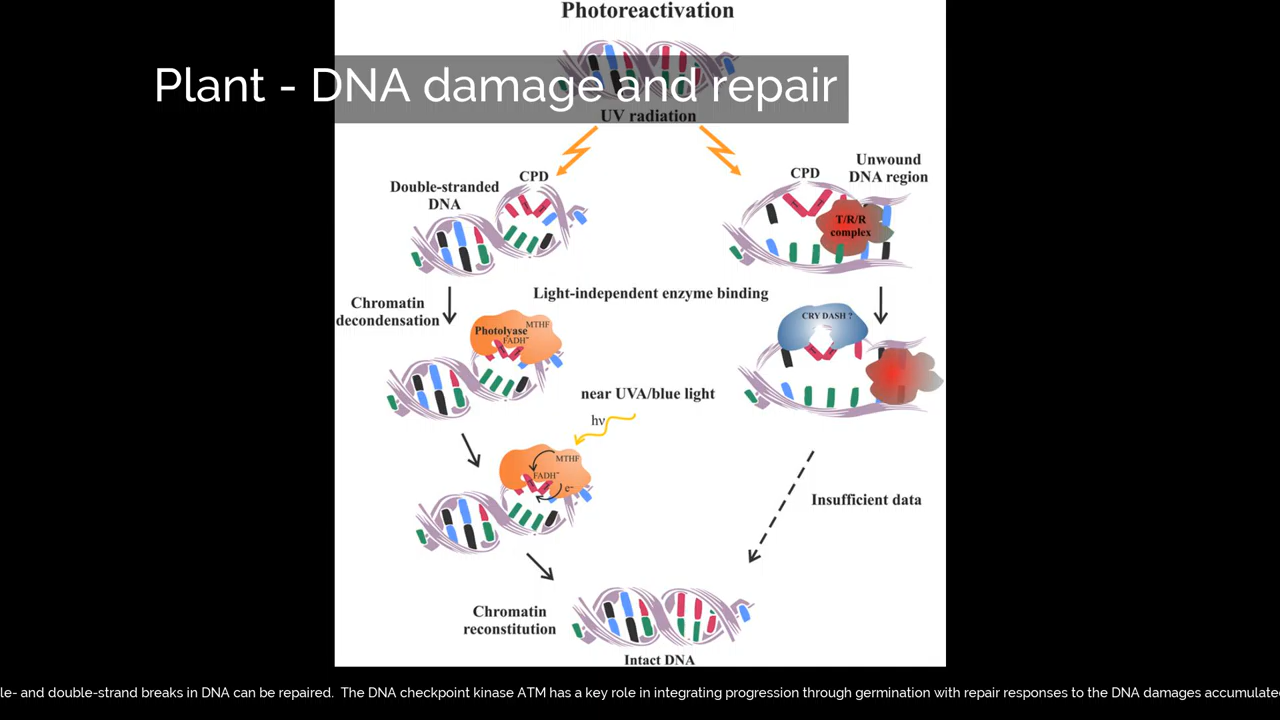 Photoreactivation
Plant - DNA damage and repair
UV radiation
CPD
Double-stranded
DNA
CPD
Unwound
DNA region
T/R/R
complex
Light-independent enzyme binding
Chromatin
decondensation
Photolyase
MTHF
FADH⁻
CRY DASH ?
near UVA/blue light
hν
MTHF
FADH⁻
e⁻
Insufficient data
Chromatin
reconstitution
Intact DNA
le- and double-strand breaks in DNA can be repaired. The DNA checkpoint kinase ATM has a key role in integrating progression through germination with repair responses to the DNA damages accumulate